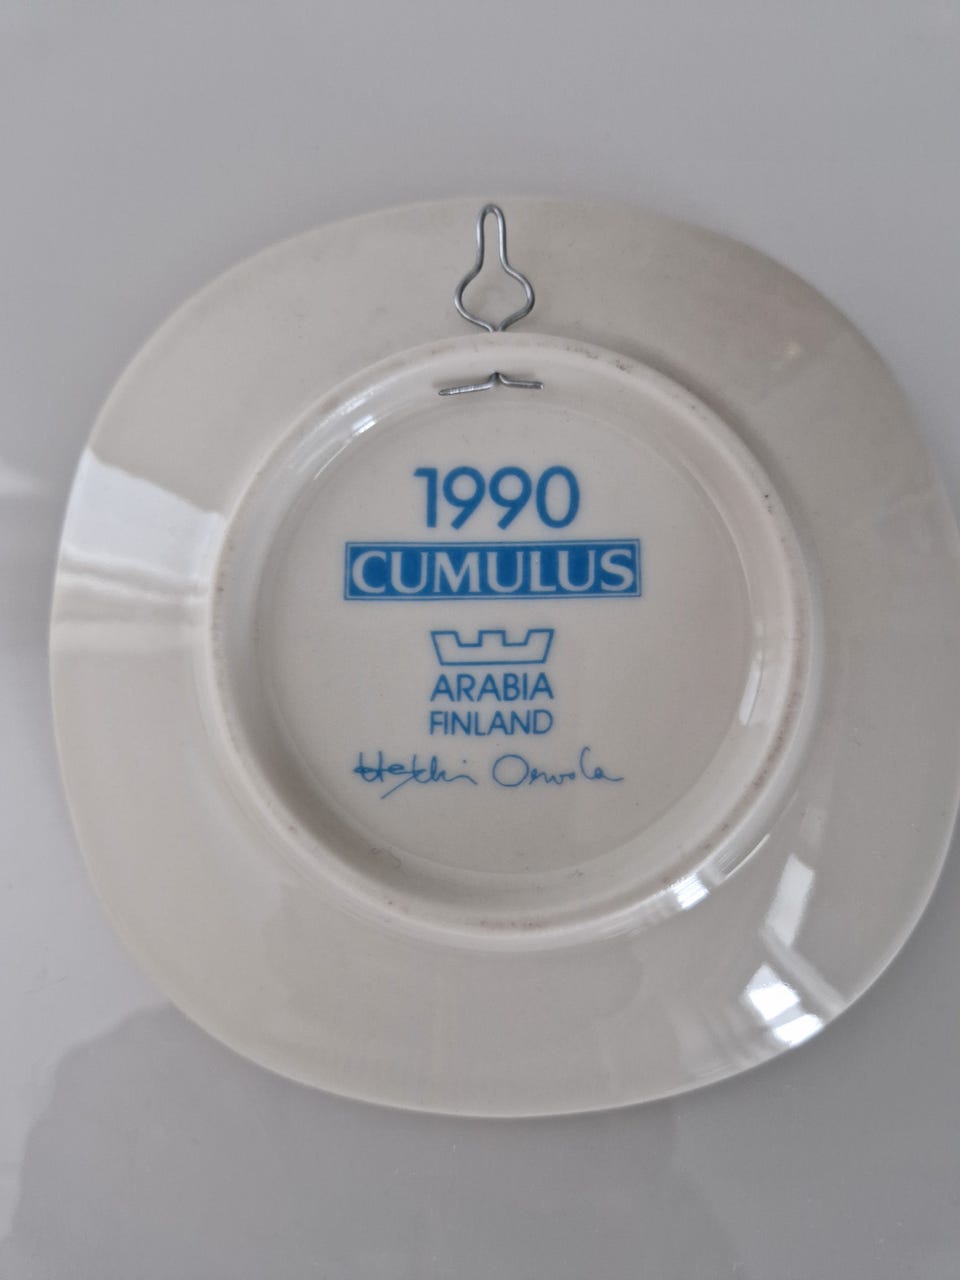 1990
CUMULUS
ARABIA
FINLAND
Heikki Orvola